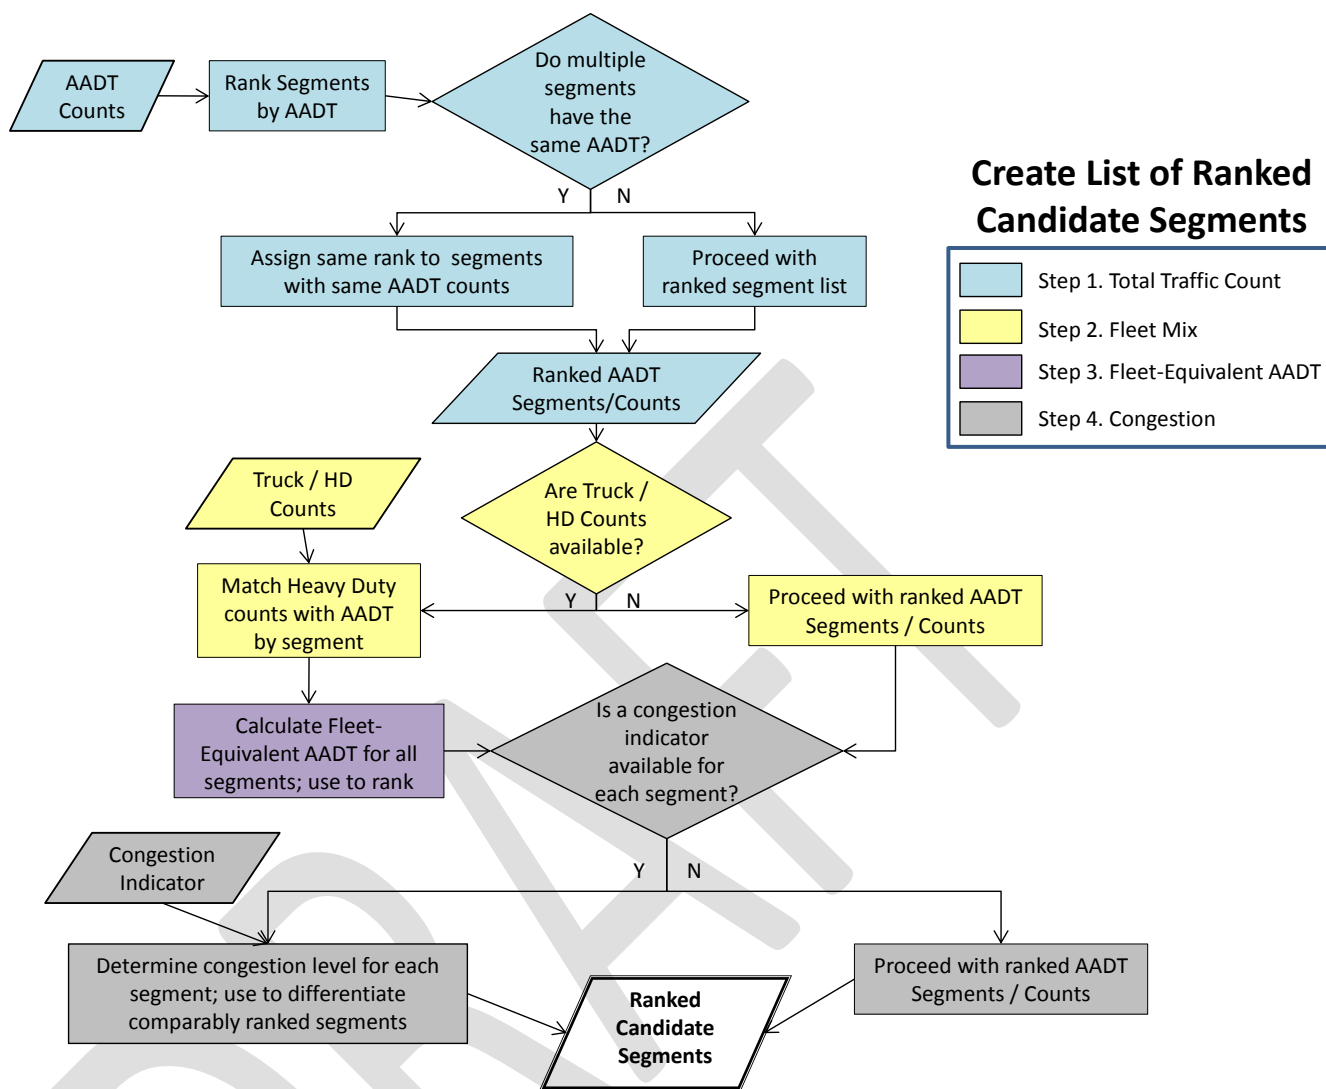 AADT
Counts
Rank Segments
by AADT
Do multiple
segments
have the
same AADT?
Y
N
Create List of Ranked
Candidate Segments
Step 1. Total Traffic Count
Step 2. Fleet Mix
Step 3. Fleet-Equivalent AADT
Step 4. Congestion
Assign same rank to segments
with same AADT counts
Proceed with
ranked segment list
Ranked AADT
Segments/Counts
Truck / HD
Counts
Are Truck /
HD Counts
available?
Y
N
Match Heavy Duty
counts with AADT
by segment
Proceed with ranked AADT
Segments / Counts
Calculate Fleet-
Equivalent AADT for all
segments; use to rank
Is a congestion
indicator
available for
each segment?
Y
N
Congestion
Indicator
Determine congestion level for each
segment; use to differentiate
comparably ranked segments
Proceed with ranked AADT
Segments / Counts
Ranked
Candidate
Segments
DRAFT